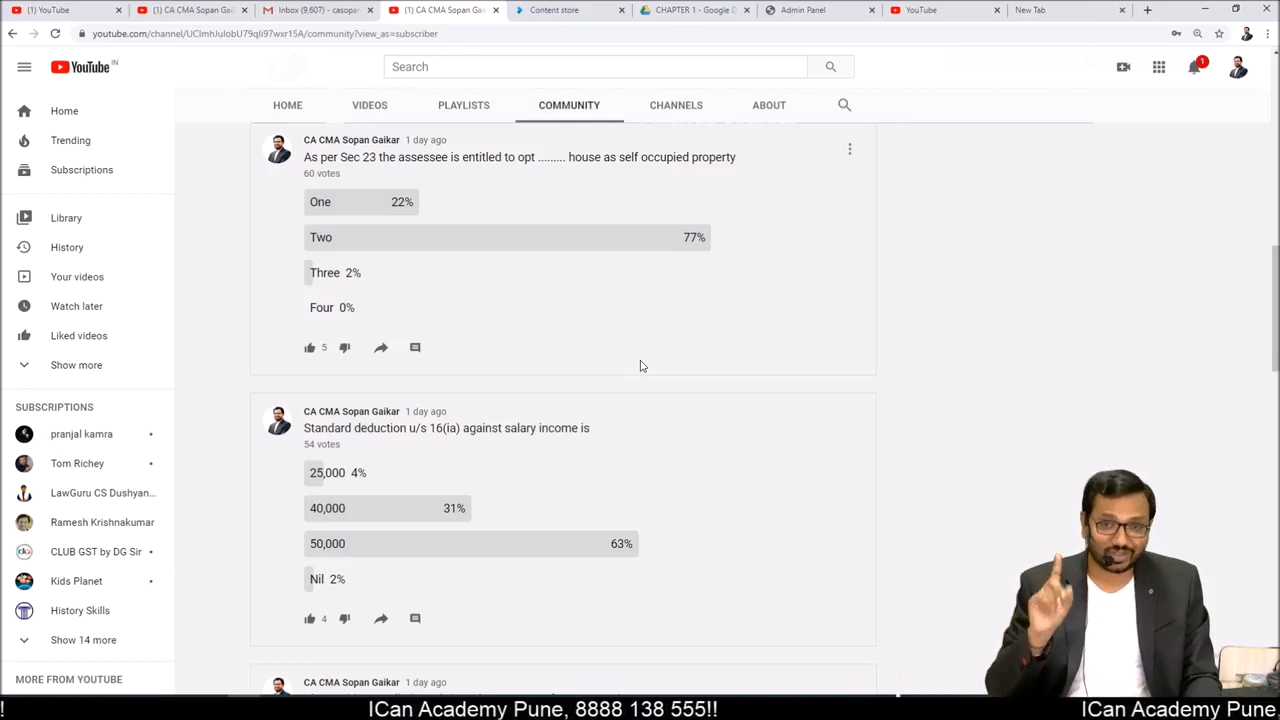 (1) YouTube
(1) CA CMA Sopan Gaik
Inbox (9,607) - casopan
(1) CA CMA Sopan Gai
Content store
CHAPTER 1 - Google D
Admin Panel
YouTube
New Tab
youtube.com/channel/UCImhJulobU79qli97wxr15A/community?view_as=subscriber
YouTube IN
Search
1
HOME VIDEOS PLAYLISTS COMMUNITY CHANNELS ABOUT
Home
Trending
Subscriptions
Library
History
Your videos
Watch later
Liked videos
Show more
SUBSCRIPTIONS
pranjal kamra
Tom Richey
LawGuru CS Dushyan...
Ramesh Krishnakumar
CLUB GST by DG Sir
Kids Planet
History Skills
Show 14 more
MORE FROM YOUTUBE
CA CMA Sopan Gaikar 1 day ago
As per Sec 23 the assessee is entitled to opt ......... house as self occupied property
60 votes
One 22%
Two 77%
Three 2%
Four 0%
5
CA CMA Sopan Gaikar 1 day ago
Standard deduction u/s 16(ia) against salary income is
54 votes
25,000 4%
40,000 31%
50,000 63%
Nil 2%
4
CA CMA Sopan Gaikar 1 day ago
!! ICan Academy Pune, 8888 138 555!! ICan Academy Pune